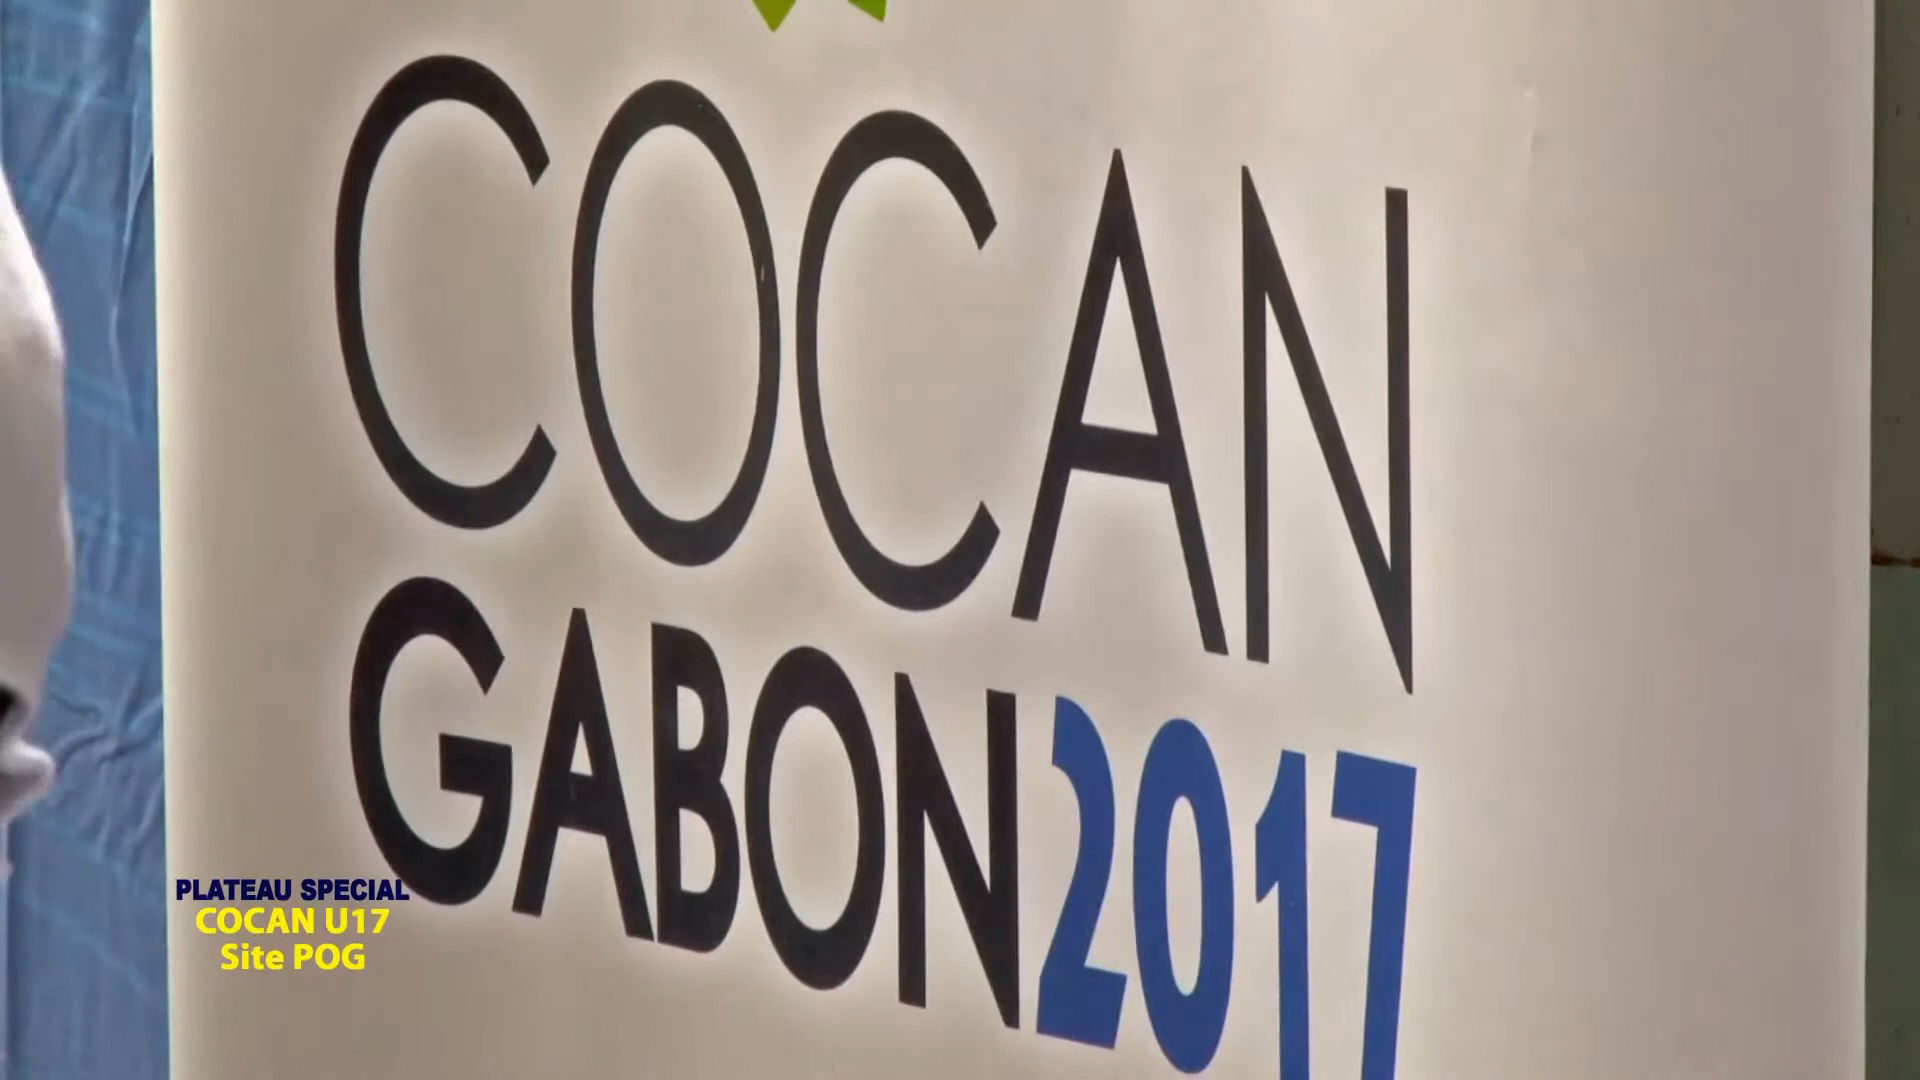 COCAN
GABON2017
PLATEAU SPECIAL
COCAN U17
Site POG